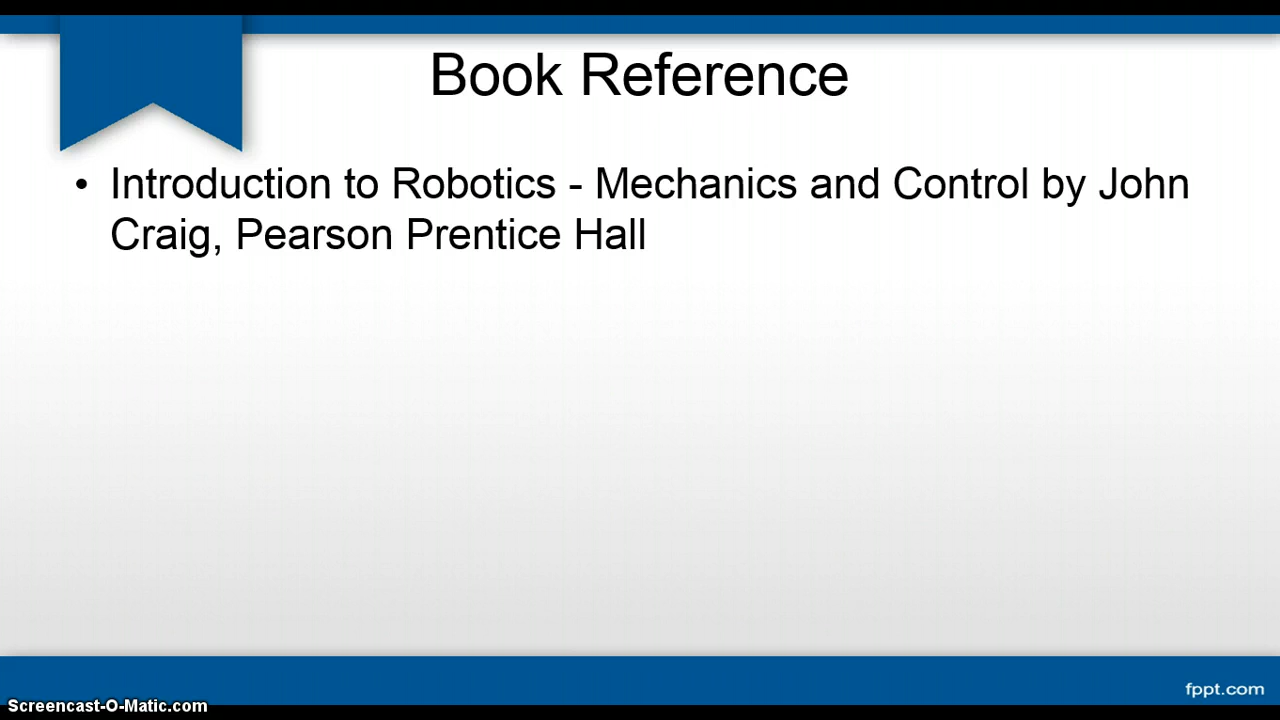 Book Reference
• Introduction to Robotics - Mechanics and Control by John
Craig, Pearson Prentice Hall
fppt.com
Screencast-O-Matic.com